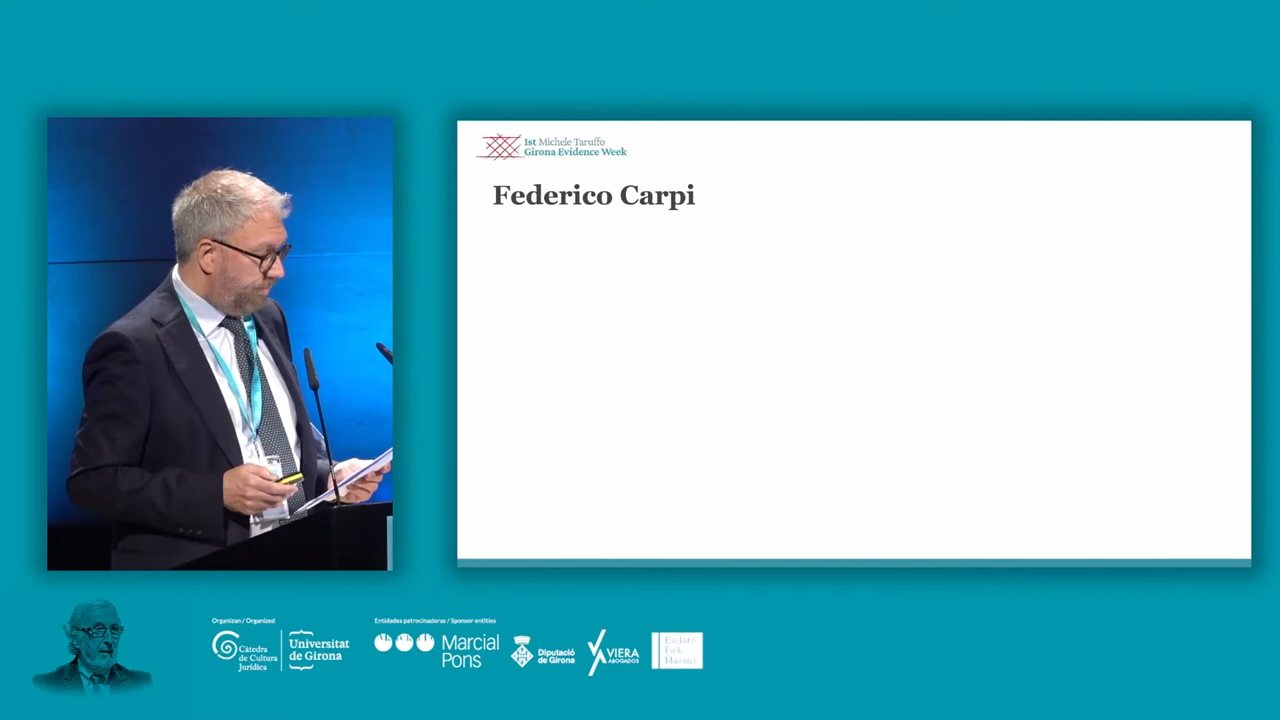 1st Michele Taruffo
Girona Evidence Week
Federico Carpi
Organizan / Organized
Càtedra
de Cultura
Jurídica
Universitat
de Girona
Entidades patrocinadoras / Sponsor entities
Marcial
Pons
Diputació
de Girona
VIERA
ABOGADOS